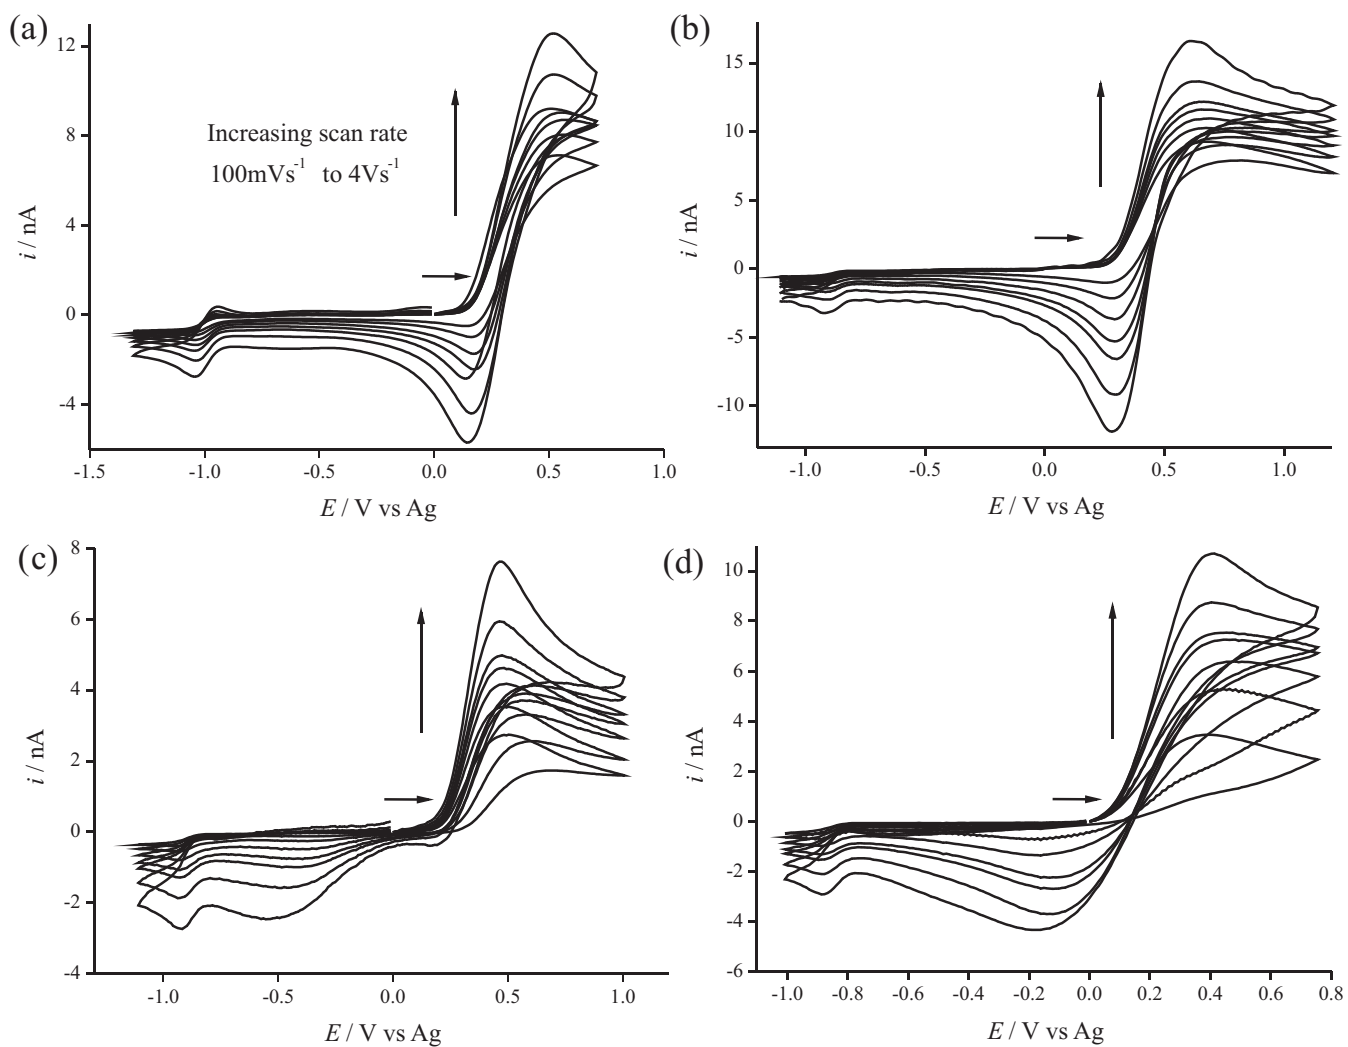 (a)
12
8
4
0
-4
i / nA
Increasing scan rate
100mVs-1 to 4Vs-1
-1.5 -1.0 -0.5 0.0 0.5 1.0
E / V vs Ag
(b)
15
10
5
0
-5
-10
i / nA
-1.0 -0.5 0.0 0.5 1.0
E / V vs Ag
(c)
8
6
4
2
0
-2
-4
i / nA
-1.0 -0.5 0.0 0.5 1.0
E / V vs Ag
(d)
10
8
6
4
2
0
-2
-4
-6
i / nA
-1.0 -0.8 -0.6 -0.4 -0.2 0.0 0.2 0.4 0.6 0.8
E / V vs Ag